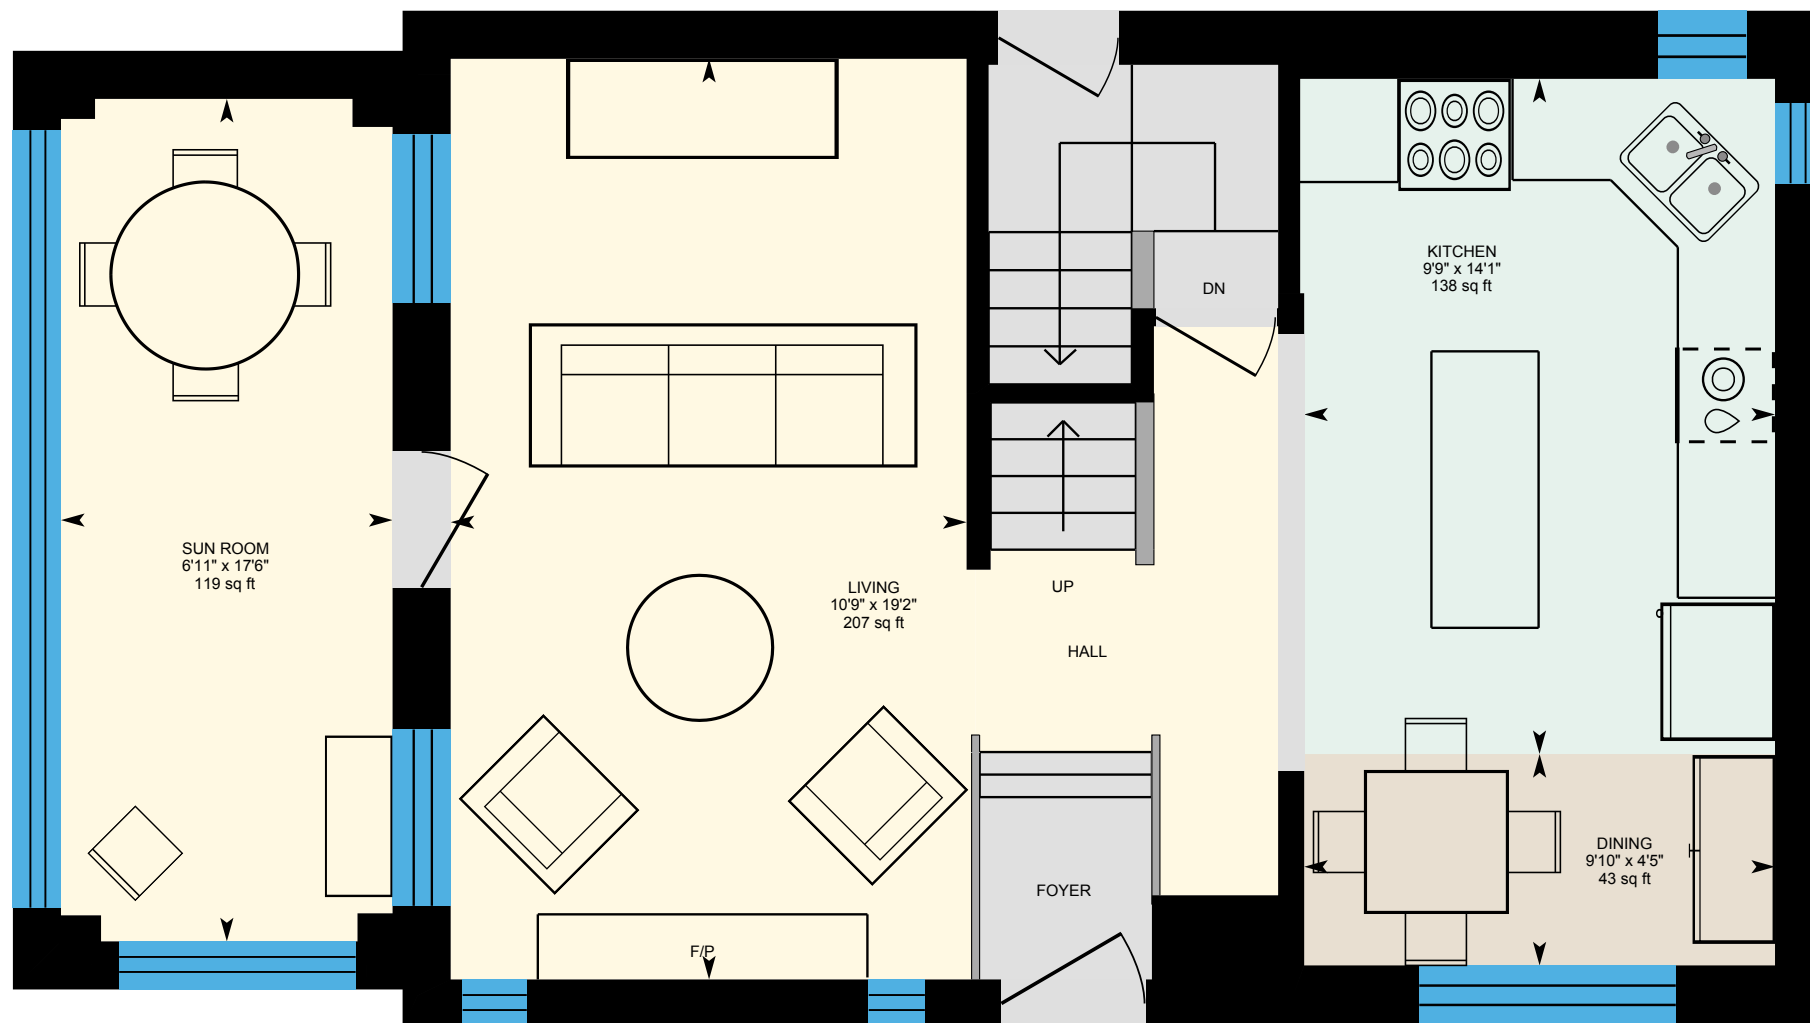 KITCHEN
9'9" x 14'1"
138 sq ft
DN
SUN ROOM
6'11" x 17'6"
119 sq ft
LIVING
10'9" x 19'2"
207 sq ft
UP
HALL
DINING
9'10" x 4'5"
43 sq ft
FOYER
F/P